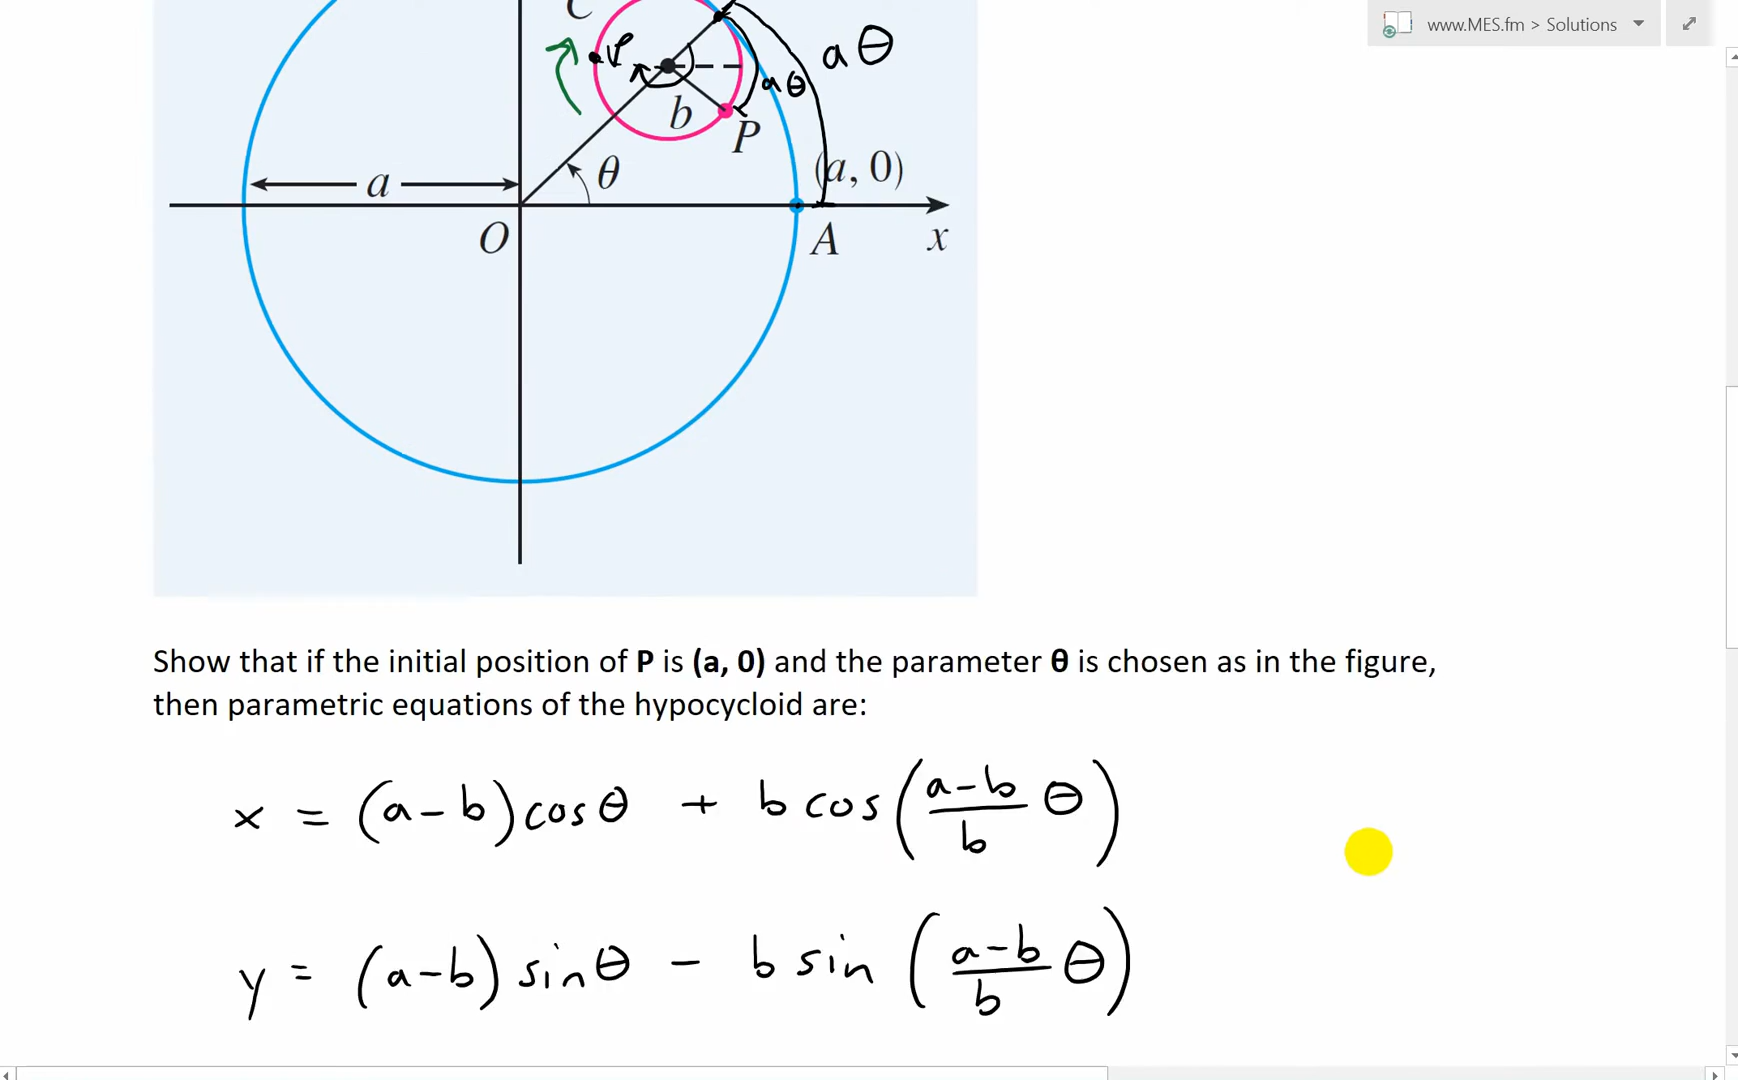 www.MES.fm > Solutions
C
aθ
aθ
b
P
θ
(a, 0)
a
O
A
x
Show that if the initial position of P is (a, 0) and the parameter θ is chosen as in the figure,
then parametric equations of the hypocycloid are:
x = (a-b) cos θ + b cos ( a-b / b θ )
y = (a-b) sin θ - b sin ( a-b / b θ )